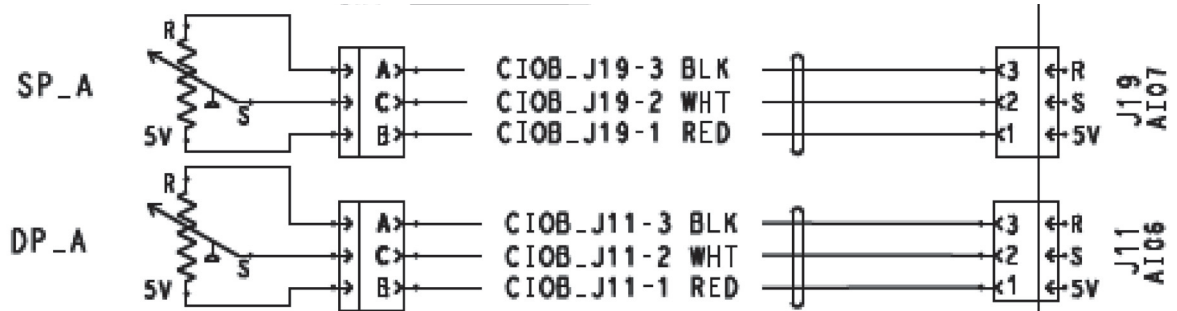 R
A CIOB_J19-3 BLK 3 R
SP_A C CIOB_J19-2 WHT 2 S
S
5V B CIOB_J19-1 RED 1 5V
J19
AI07
R
A CIOB_J11-3 BLK 3 R
DP_A C CIOB_J11-2 WHT 2 S
S
5V B CIOB_J11-1 RED 1 5V
J11
AI06